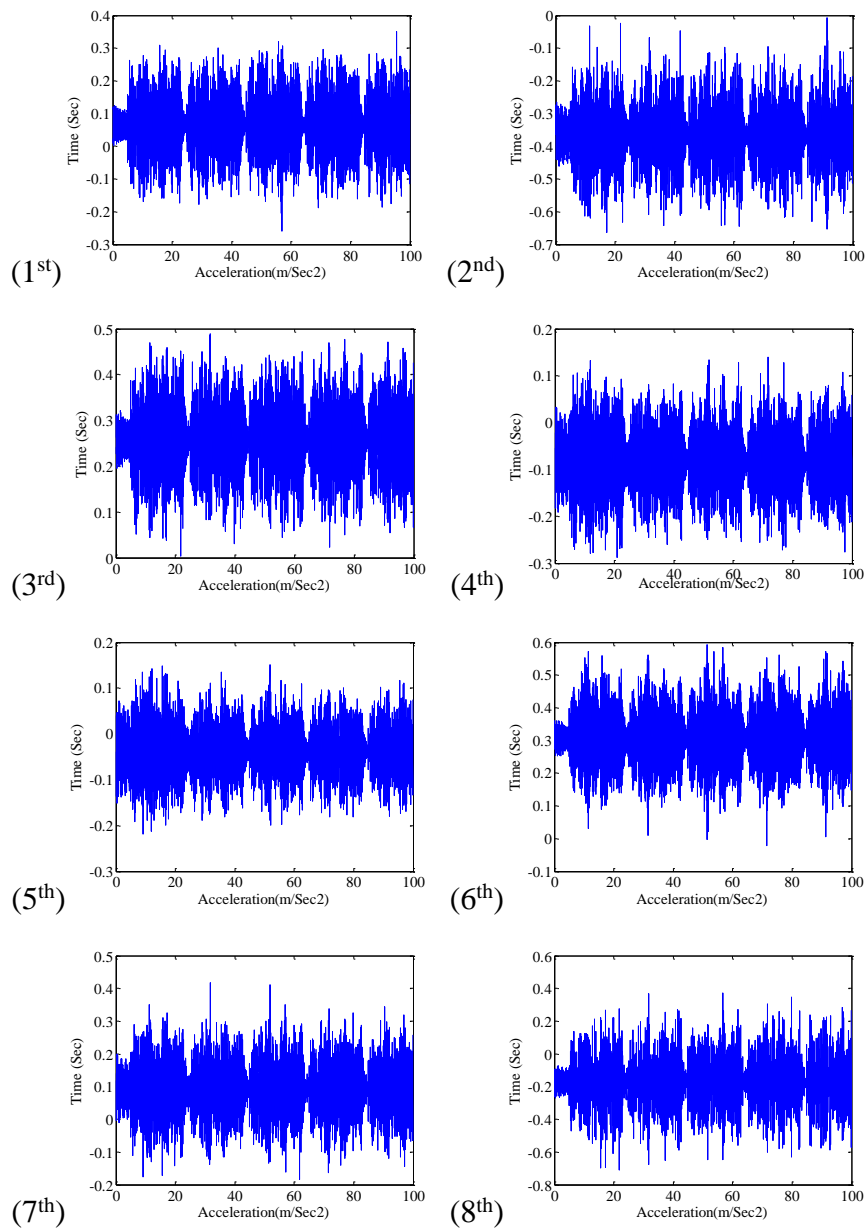 0.4
0.3
0.2
0.1
0
-0.1
-0.2
-0.3
Time (Sec)
0 20 40 60 80 100
Acceleration(m/Sec2)
(1st)
0
-0.1
-0.2
-0.3
-0.4
-0.5
-0.6
-0.7
Time (Sec)
0 20 40 60 80 100
Acceleration(m/Sec2)
(2nd)
0.5
0.4
0.3
0.2
0.1
0
Time (Sec)
0 20 40 60 80 100
Acceleration(m/Sec2)
(3rd)
0.2
0.1
0
-0.1
-0.2
-0.3
Time (Sec)
0 20 40 60 80 100
Acceleration(m/Sec2)
(4th)
0.2
0.1
0
-0.1
-0.2
-0.3
Time (Sec)
0 20 40 60 80 100
Acceleration(m/Sec2)
(5th)
0.6
0.5
0.4
0.3
0.2
0.1
0
-0.1
Time (Sec)
0 20 40 60 80 100
Acceleration(m/Sec2)
(6th)
0.5
0.4
0.3
0.2
0.1
0
-0.1
-0.2
Time (Sec)
0 20 40 60 80 100
Acceleration(m/Sec2)
(7th)
0.6
0.4
0.2
0
-0.2
-0.4
-0.6
-0.8
Time (Sec)
0 20 40 60 80 100
Acceleration(m/Sec2)
(8th)